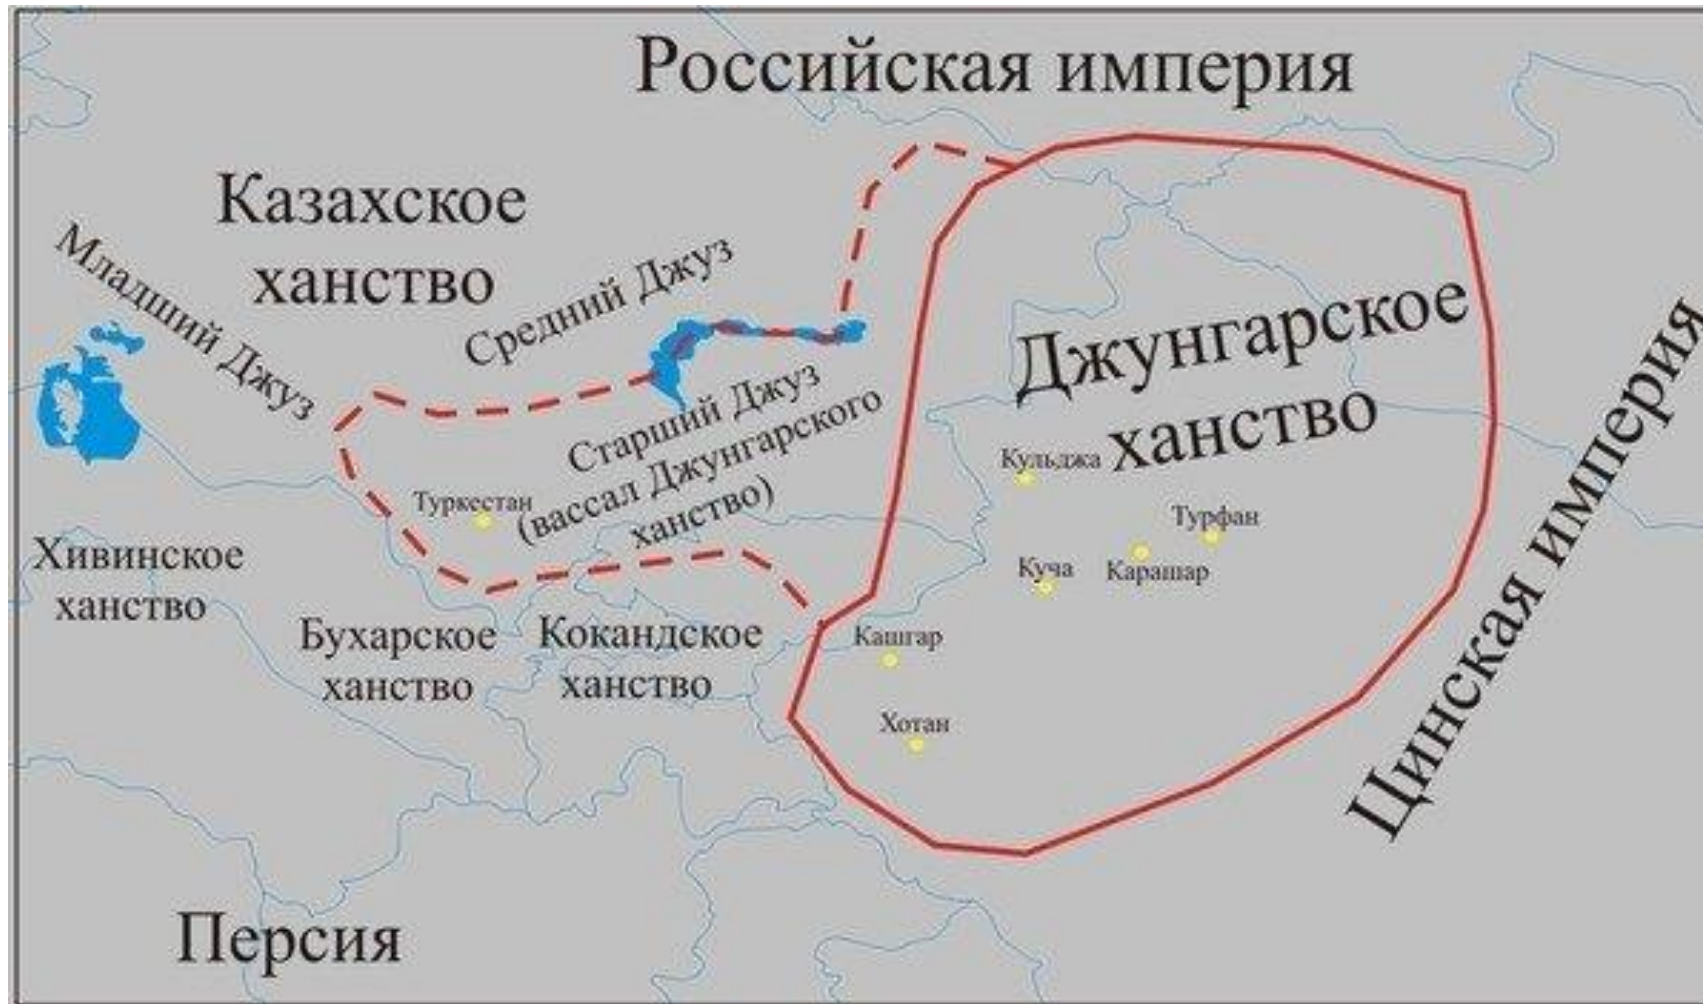 Российская империя
Казахское
ханство
Младший Джуз
Средний Джуз
Старший Джуз
(вассал Джунгарского
ханство)
Джунгарское
ханство
Цинская империя
Кульджа
Туркестан
Турфан
Куча
Карашар
Хивинское
ханство
Бухарское
ханство
Кокандское
ханство
Кашгар
Хотан
Персия